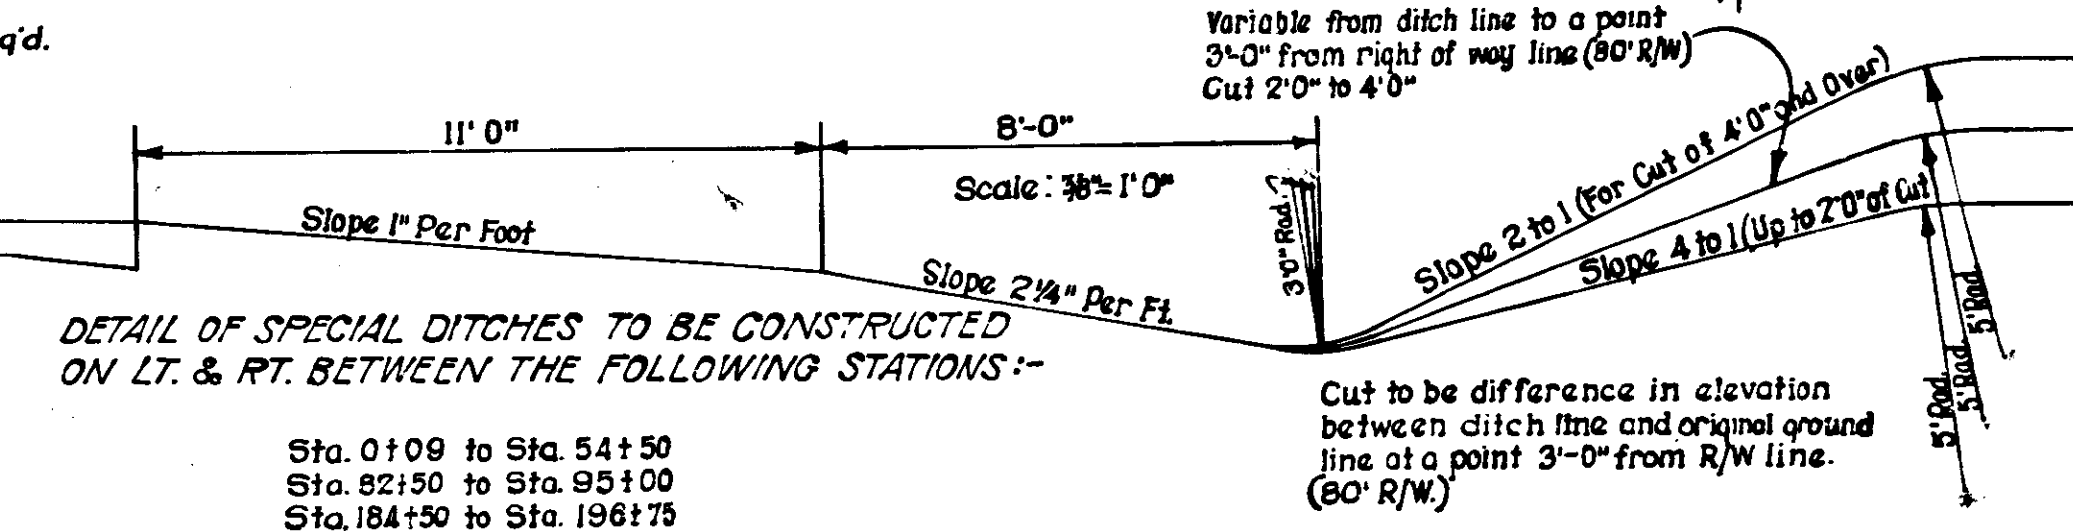 q'd.
Variable from ditch line to a point
3'-0" from right of way line (80' R/W)
Cut 2'0" to 4'0"
11' 0"
8'-0"
Scale: 3/8"= 1' 0"
3'0" Rad.
Slope 1" Per Foot
Slope 2 1/4" Per Ft.
Slope 2 to 1 (For Cut of 4'0" and Over)
Slope 4 to 1 (Up to 2'0" of Cut
DETAIL OF SPECIAL DITCHES TO BE CONSTRUCTED
ON LT. & RT. BETWEEN THE FOLLOWING STATIONS:-
Sta. 0+09 to Sta. 54+50
Sta. 82+50 to Sta. 95+00
Sta. 184+50 to Sta. 196+75
Cut to be difference in elevation
between ditch line and original ground
line at a point 3'-0" from R/W line.
(80' R/W.)
5' Rad.
5' Rad.
5' Rad.